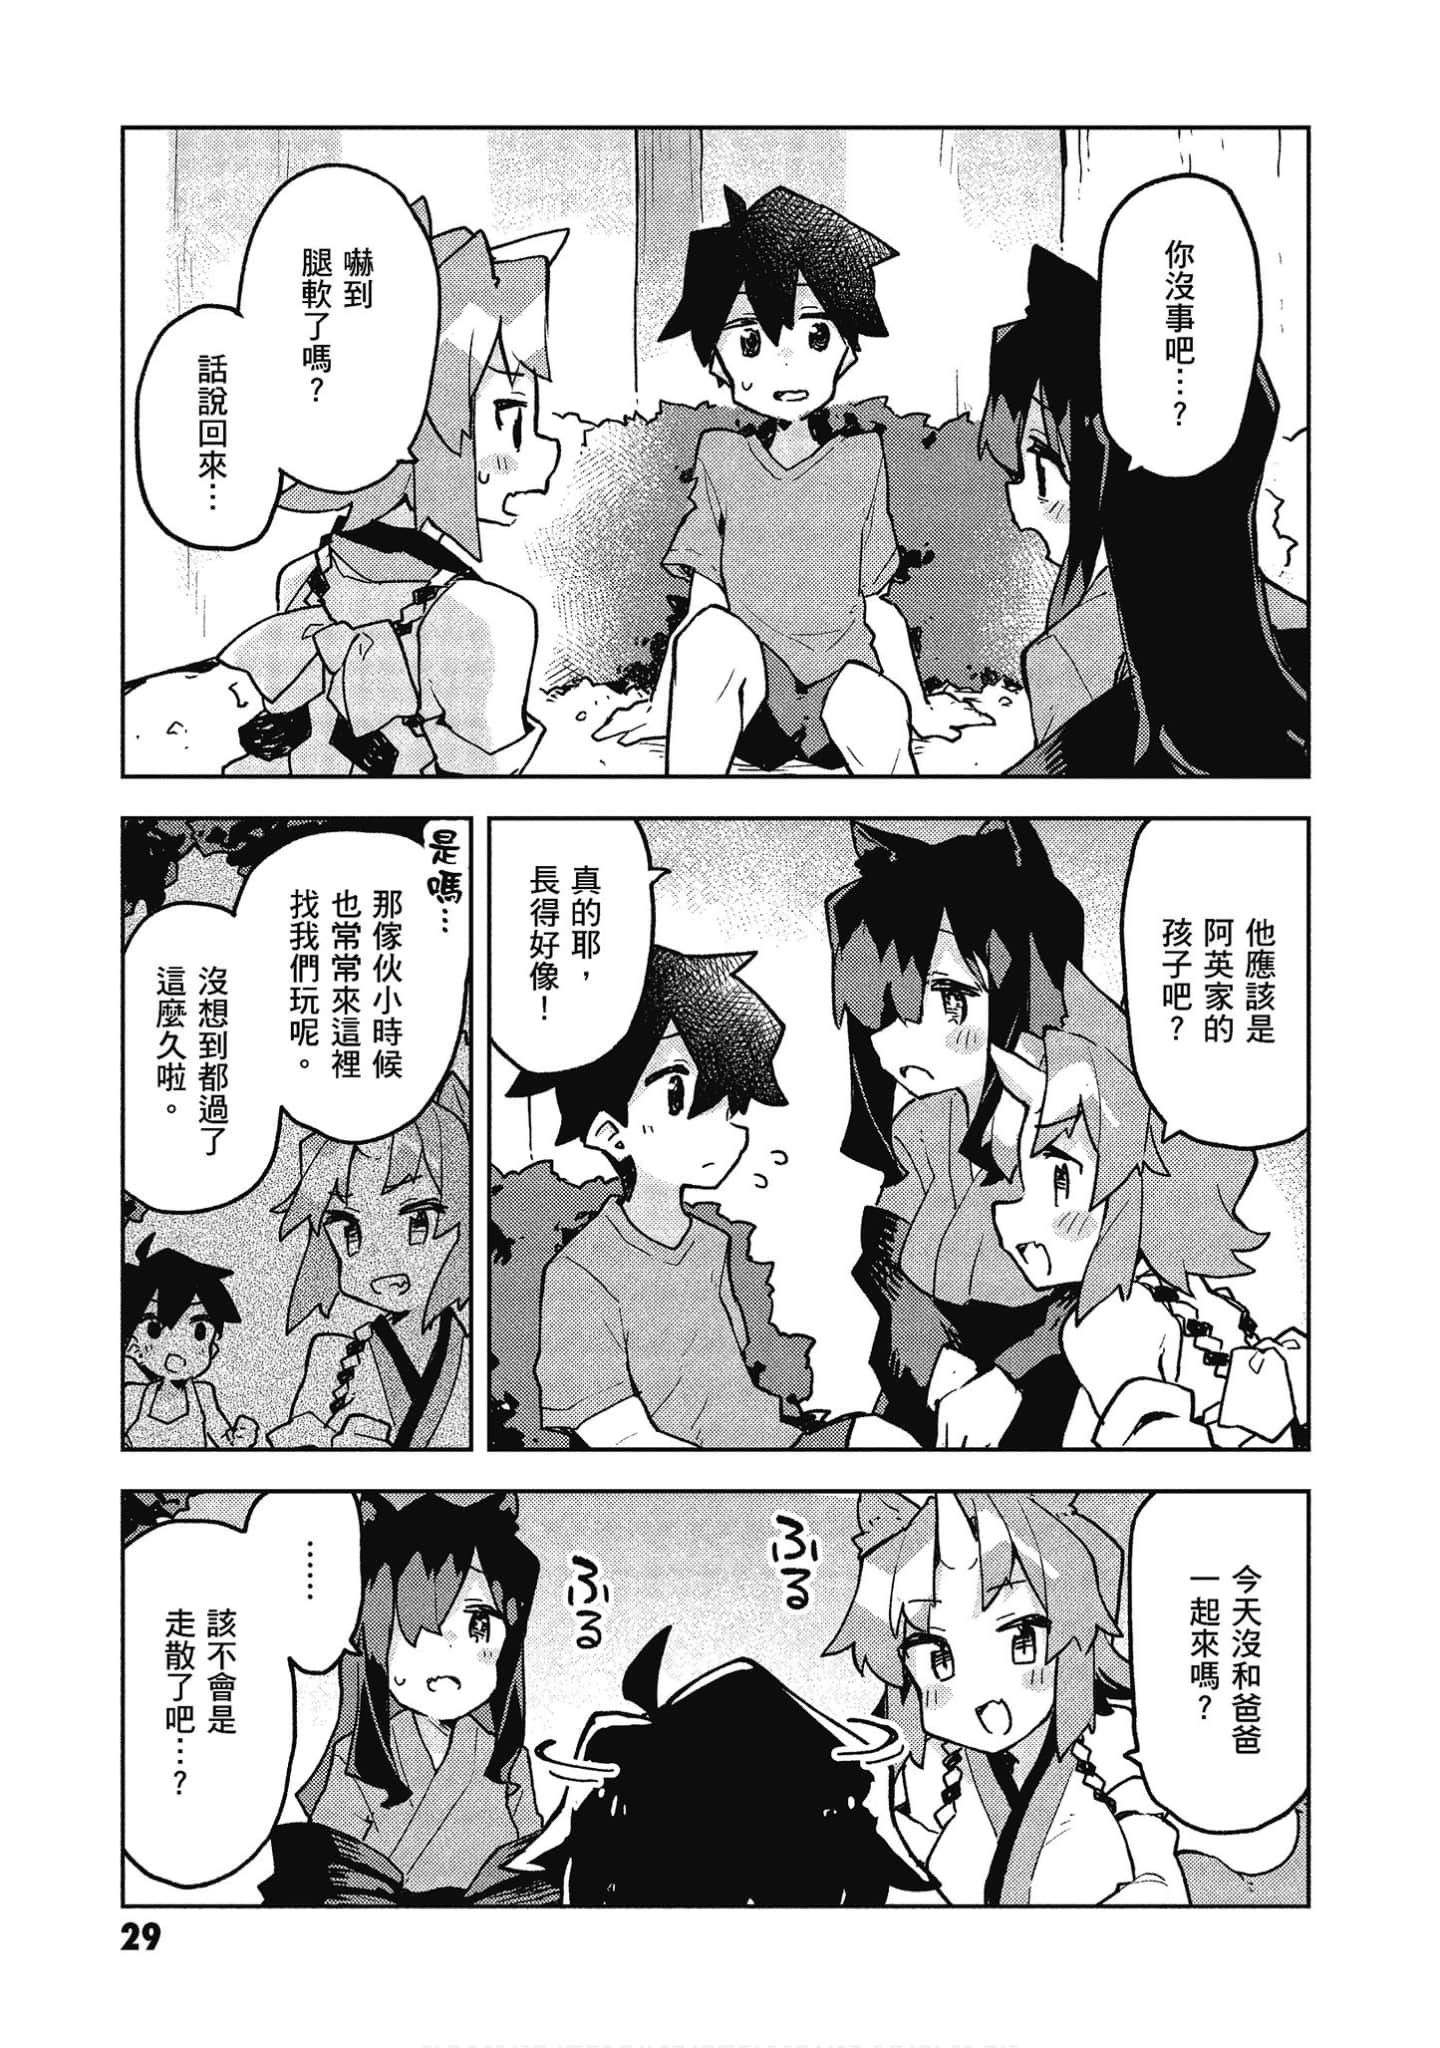 你沒事吧…?
嚇到
腿軟了嗎?
話說回來…
他應該是
阿英家的
孩子吧?
真的耶,
長得好像!
是嗎…
那傢伙小時候
也常常來這裡
找我們玩呢。
沒想到都過了
這麼久啦。
今天沒和爸爸
一起來嗎?
ふる
ふる
……
該不會是
走散了吧…?
29